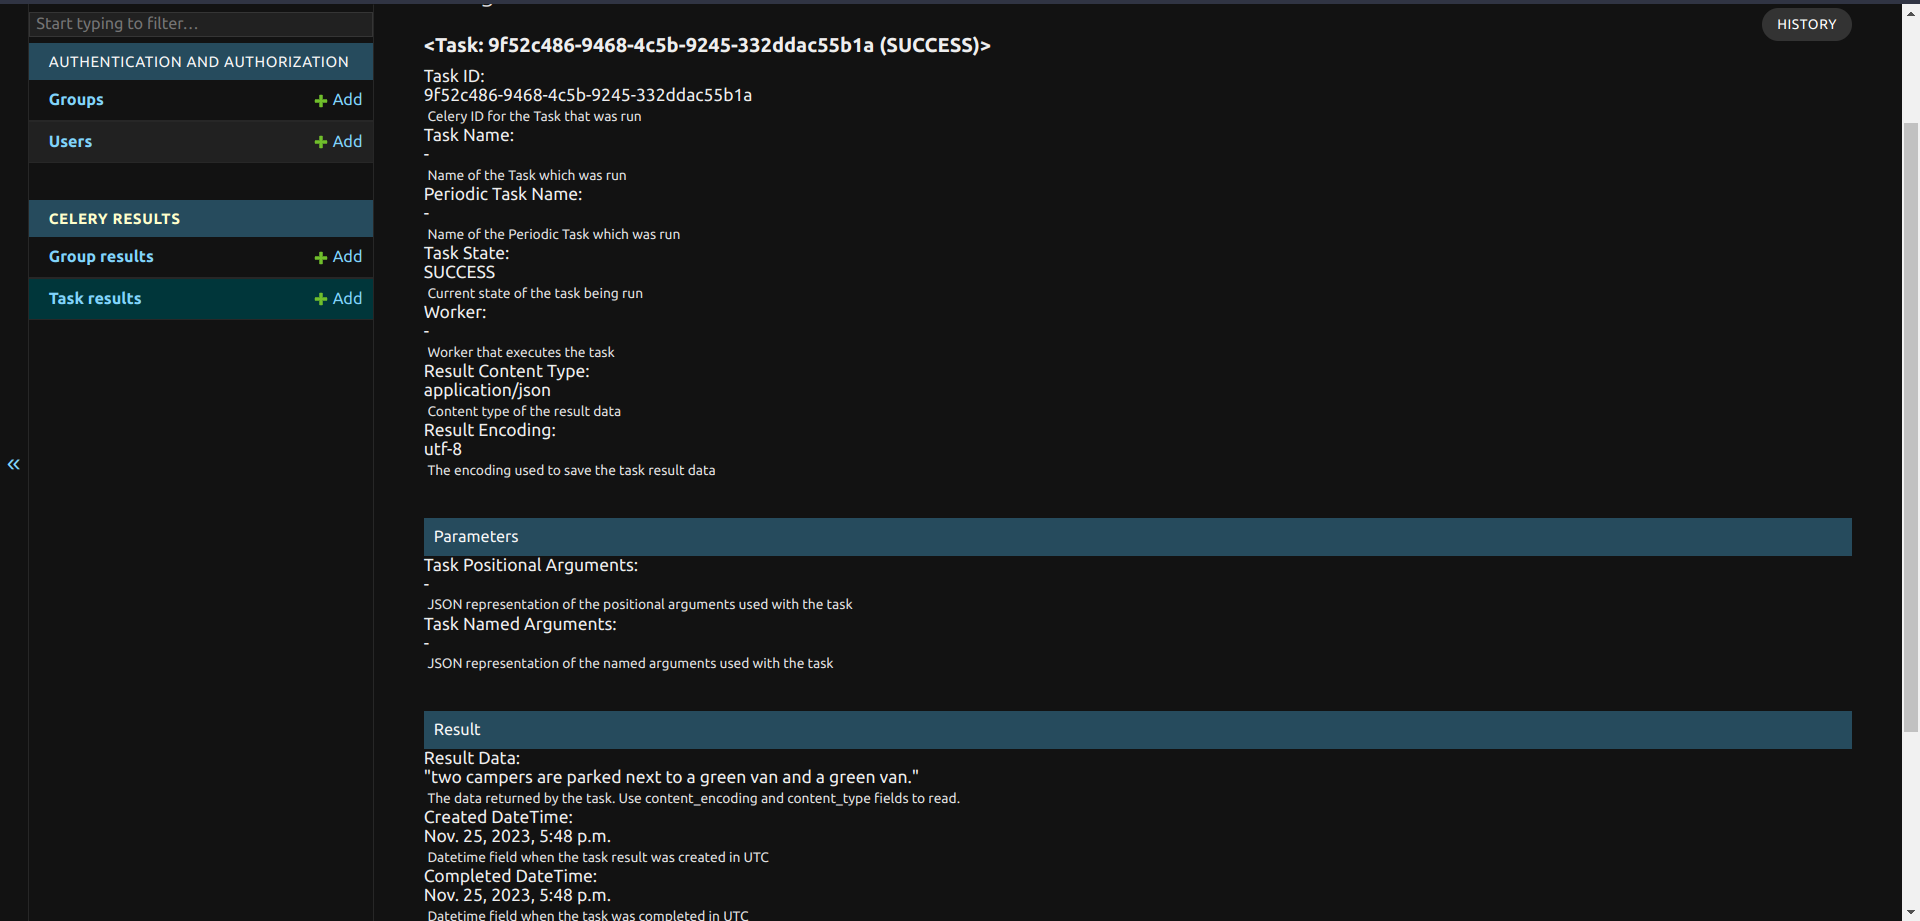 Start typing to filter…
HISTORY
AUTHENTICATION AND AUTHORIZATION
Groups
Add
Users
Add
CELERY RESULTS
Group results
Add
Task results
Add
«
<Task: 9f52c486-9468-4c5b-9245-332ddac55b1a (SUCCESS)>
Task ID:
9f52c486-9468-4c5b-9245-332ddac55b1a
Celery ID for the Task that was run
Task Name:
-
Name of the Task which was run
Periodic Task Name:
-
Name of the Periodic Task which was run
Task State:
SUCCESS
Current state of the task being run
Worker:
-
Worker that executes the task
Result Content Type:
application/json
Content type of the result data
Result Encoding:
utf-8
The encoding used to save the task result data
Parameters
Task Positional Arguments:
-
JSON representation of the positional arguments used with the task
Task Named Arguments:
-
JSON representation of the named arguments used with the task
Result
Result Data:
"two campers are parked next to a green van and a green van."
The data returned by the task. Use content_encoding and content_type fields to read.
Created DateTime:
Nov. 25, 2023, 5:48 p.m.
Datetime field when the task result was created in UTC
Completed DateTime:
Nov. 25, 2023, 5:48 p.m.
Datetime field when the task was completed in UTC